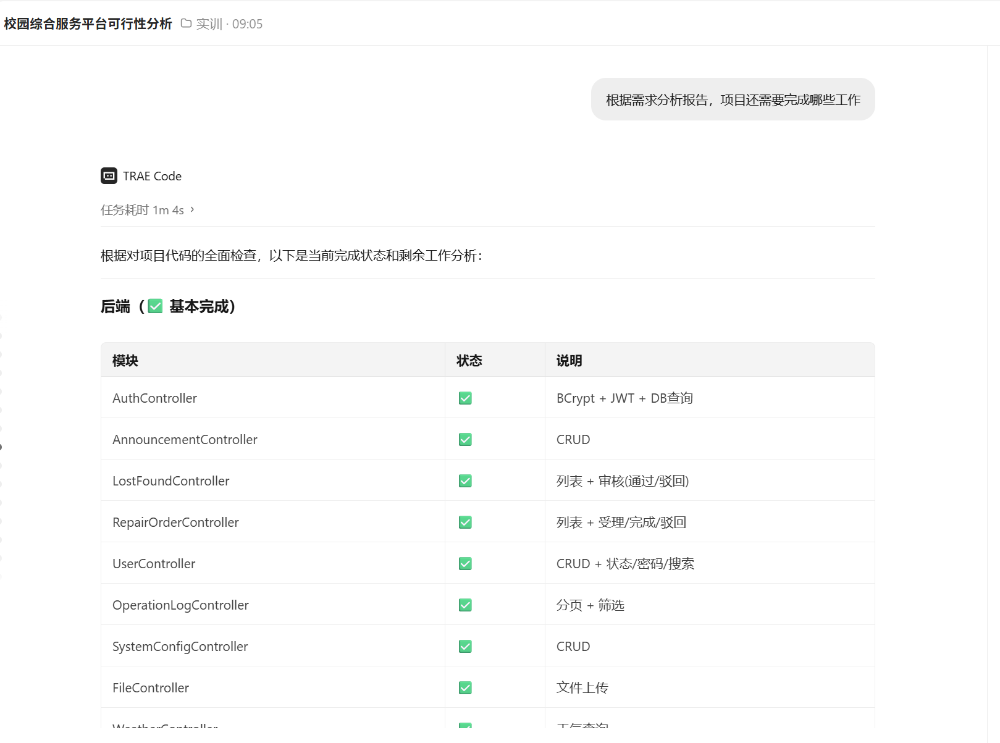 校园综合服务平台可行性分析 实训 · 09:05
根据需求分析报告，项目还需要完成哪些工作
TRAE Code
任务耗时 1m 4s ›
根据对项目代码的全面检查，以下是当前完成状态和剩余工作分析：
后端（✅ 基本完成）
模块 状态 说明
AuthController ✅ BCrypt + JWT + DB查询
AnnouncementController ✅ CRUD
LostFoundController ✅ 列表 + 审核(通过/驳回)
RepairOrderController ✅ 列表 + 受理/完成/驳回
UserController ✅ CRUD + 状态/密码/搜索
OperationLogController ✅ 分页 + 筛选
SystemConfigController ✅ CRUD
FileController ✅ 文件上传
WeatherController ✅ 天气查询